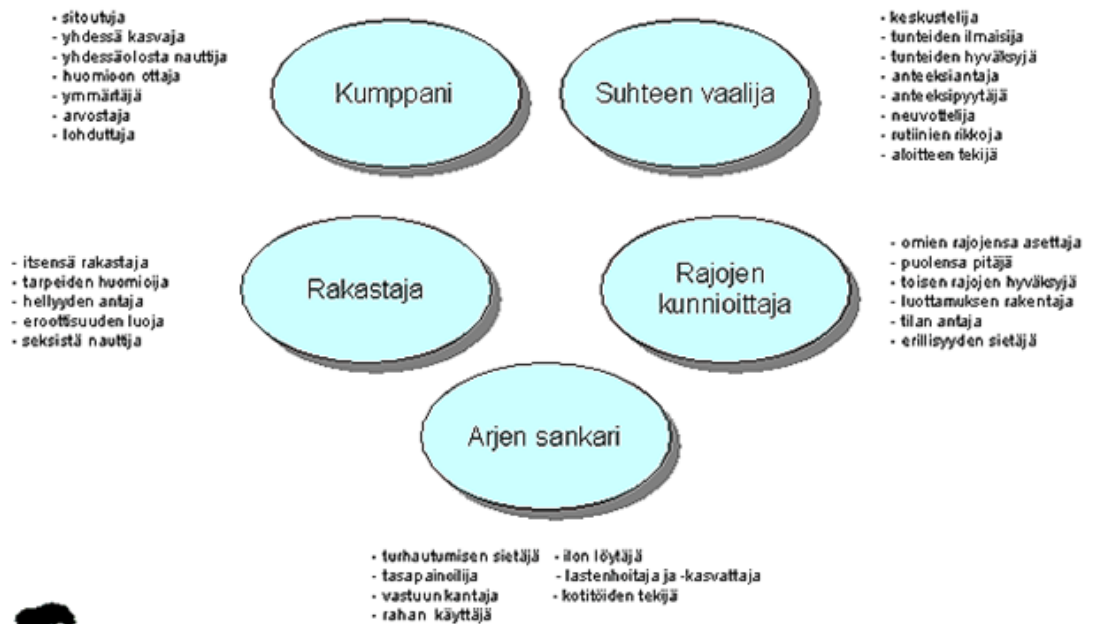 - sitoutuja
- yhdessä kasvaja
- yhdessäolosta nauttija
- huomioon ottaja
- ymmärtäjä
- arvostaja
- lohduttaja
Kumppani
Suhteen vaalija
- keskustelija
- tunteiden ilmaisija
- tunteiden hyväksyjä
- anteeksiantaja
- anteeksipyytäjä
- neuvottelija
- rutiinien rikkoja
- aloitteen tekijä
- itsensä rakastaja
- tarpeiden huomioija
- hellyyden antaja
- eroottisuuden luoja
- seksistä nauttija
Rakastaja
Rajojen
kunnioittaja
- omien rajojensa asettaja
- puolensa pitäjä
- toisen rajojen hyväksyjä
- luottamuksen rakentaja
- tilan antaja
- erillisyyden sietäjä
Arjen sankari
- turhautumisen sietäjä
- tasapainoilija
- vastuun kantaja
- rahan käyttäjä
- ilon löytäjä
- lastenhoitaja ja -kasvattaja
- kotitöiden tekijä